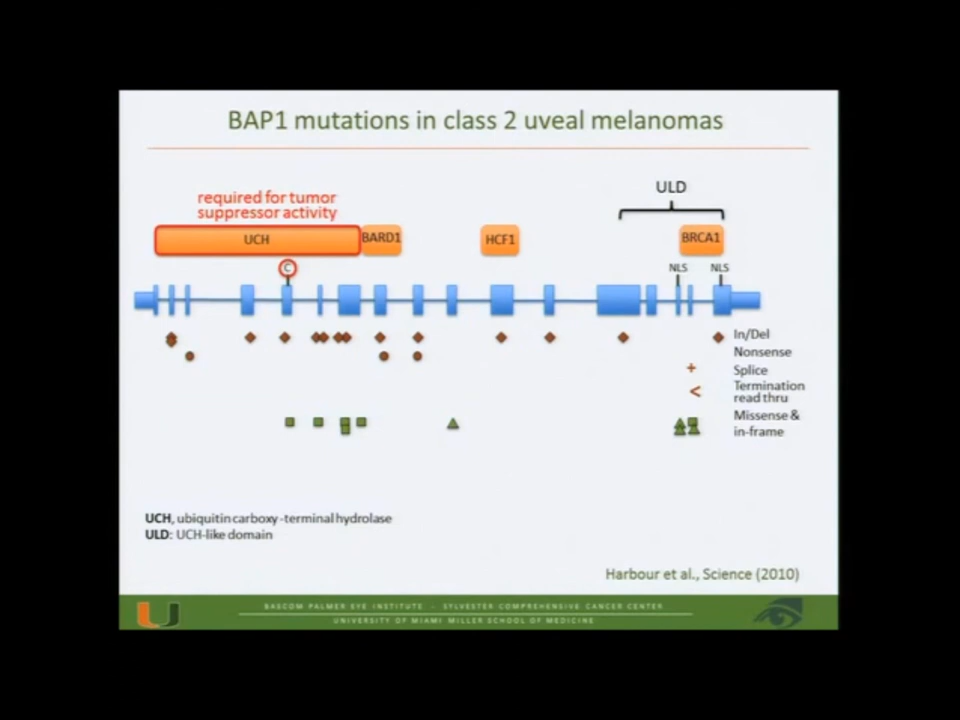 BAP1 mutations in class 2 uveal melanomas
required for tumor
suppressor activity
ULD
UCH
BARD1
HCF1
BRCA1
C
NLS
NLS
In/Del
Nonsense
+
Splice
<
Termination
read thru
Missense &
in-frame
UCH, ubiquitin carboxy-terminal hydrolase
ULD: UCH-like domain
Harbour et al., Science (2010)
U
BASCOM PALMER EYE INSTITUTE - SYLVESTER COMPREHENSIVE CANCER CENTER
UNIVERSITY OF MIAMI MILLER SCHOOL OF MEDICINE